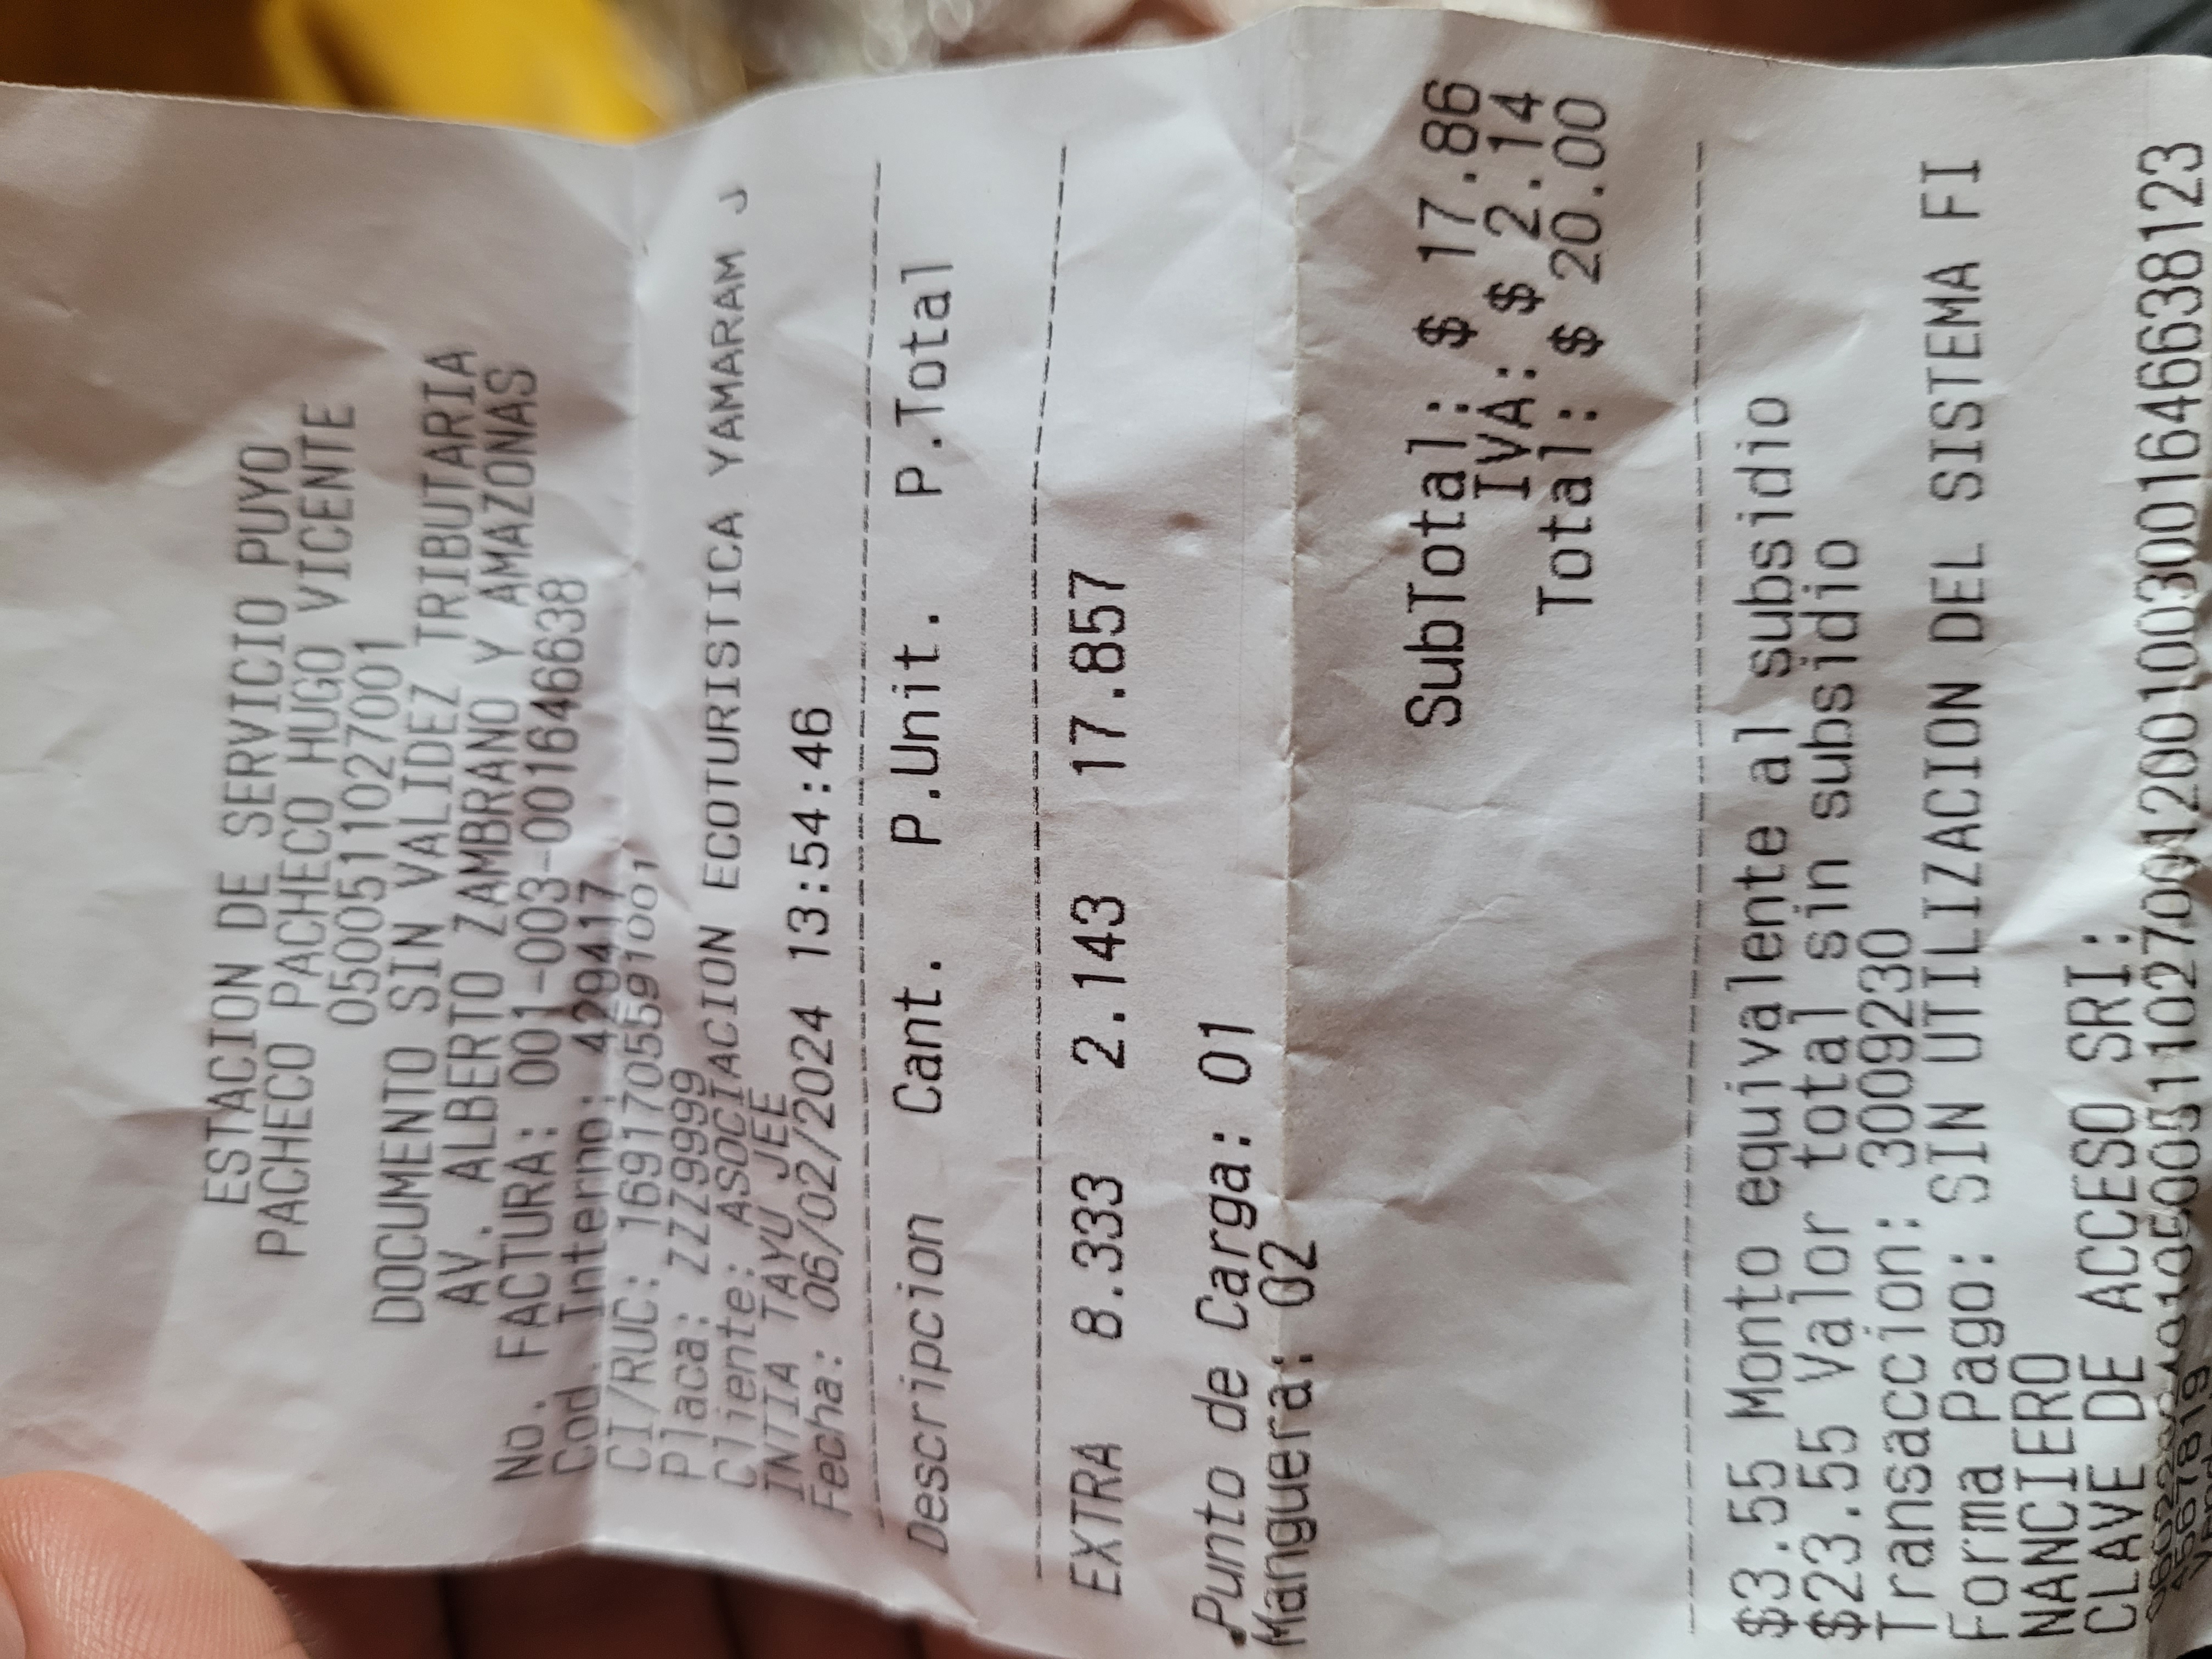 ESTACION DE SERVICIO PUYO
PACHECO PACHECO HUGO VICENTE
0500511027001
DOCUMENTO SIN VALIDEZ TRIBUTARIA
AV. ALBERTO ZAMBRANO Y AMAZONAS
No. FACTURA: 001-003-001646638
Cod. Interno: 429417
CI/RUC: 1691705591001
Placa: ZZZ9999
Cliente: ASOCIACION ECOTURISTICA YAMARAM J
INTIA TAYU JEE
Fecha: 06/02/2024 13:54:46
Descripcion Cant. P.Unit. P.Total
EXTRA 8.333 2.143 17.857
Punto de Carga: 01
Manguera: 02
SubTotal: $ 17.86
IVA: $ 2.14
Total: $ 20.00
$3.55 Monto equivalente al subsidio
$23.55 Valor total sin subsidio
Transaccion: 3009230
Forma Pago: SIN UTILIZACION DEL SISTEMA FI
NANCIERO
CLAVE DE ACCESO SRI: